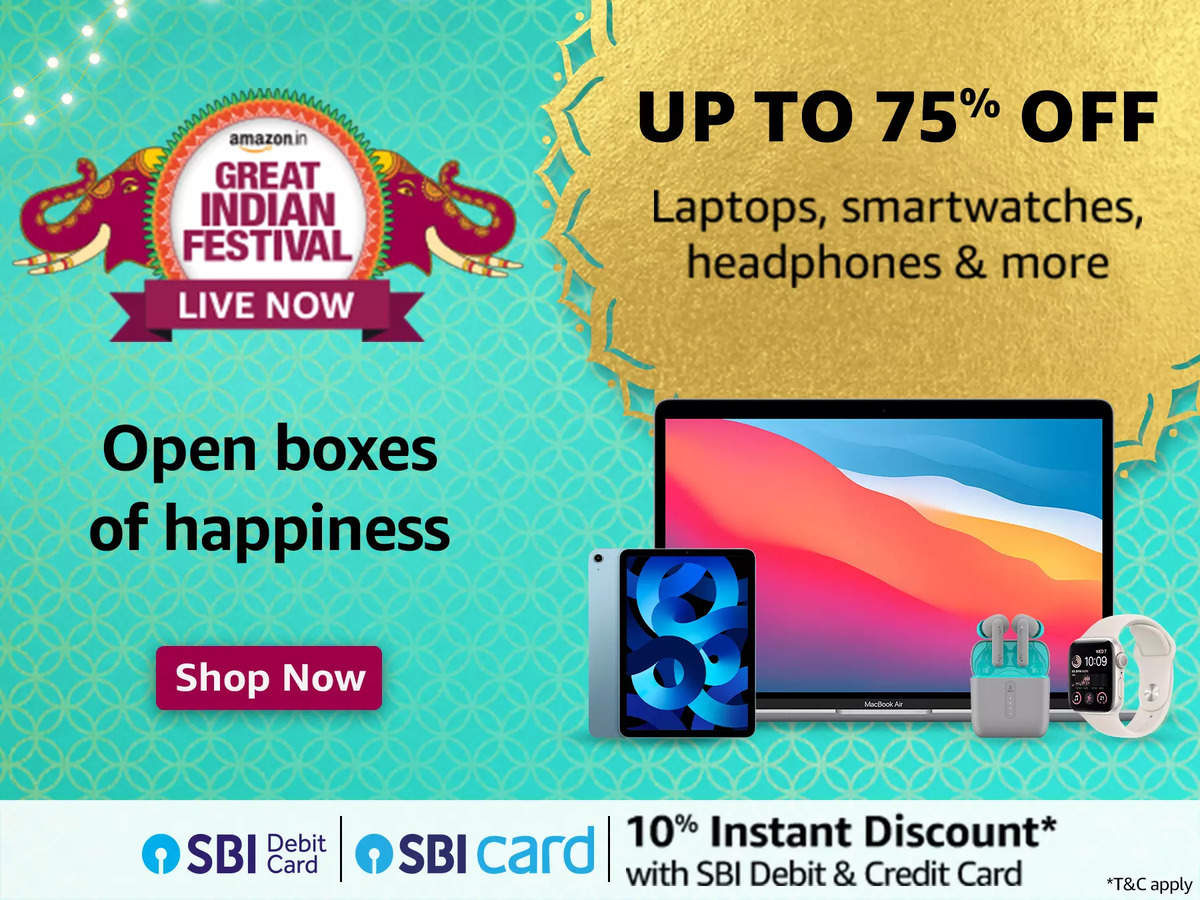 amazon.in
GREAT
INDIAN
FESTIVAL
LIVE NOW
UP TO 75% OFF
Laptops, smartwatches,
headphones & more
Open boxes
of happiness
Shop Now
MacBook Air
10:09
SBI Debit
Card
SBI card
10% Instant Discount*
with SBI Debit & Credit Card
*T&C apply